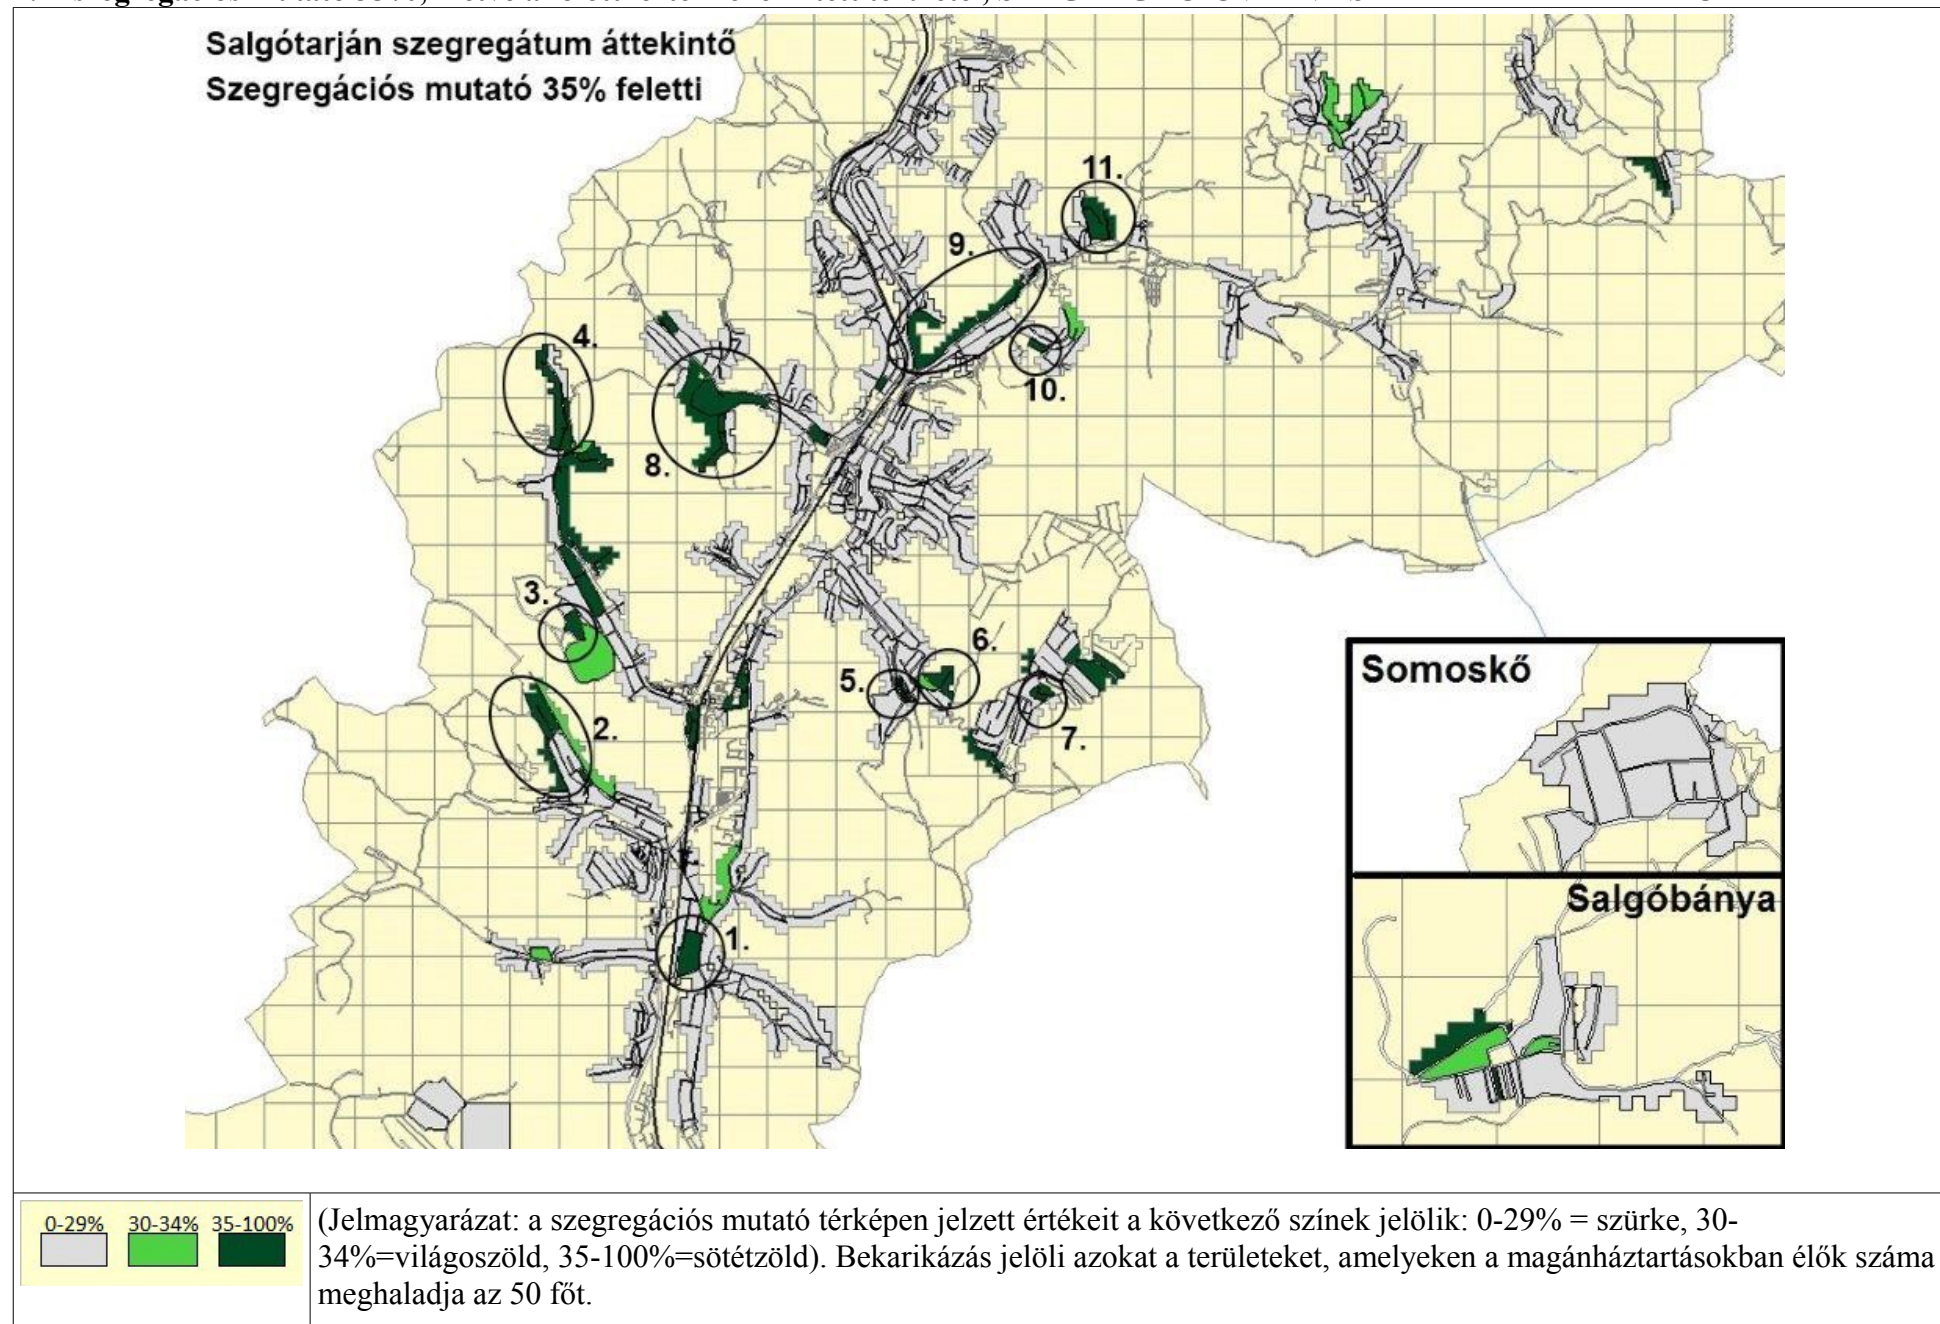 Salgótarján szegregátum áttekintő
Szegregációs mutató 35% feletti
11.
9.
4.
10.
8.
3.
6.
5.
2.
7.
1.
Somoskő
Salgóbánya
0-29% 30-34% 35-100%
(Jelmagyarázat: a szegregációs mutató térképen jelzett értékeit a következő színek jelölik: 0-29% = szürke, 30-
34%=világoszöld, 35-100%=sötétzöld). Bekarikázás jelöli azokat a területeket, amelyeken a magánháztartásokban élők száma
meghaladja az 50 főt.